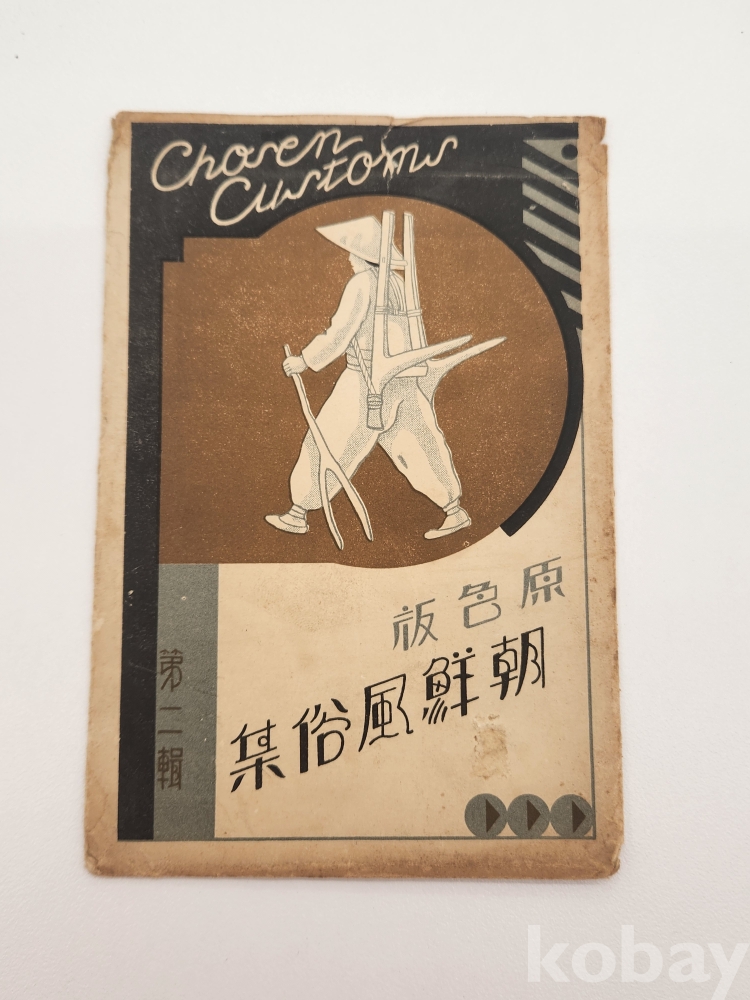 Chosen
Customs
原色版
朝鮮風俗集
第二輯
kobay